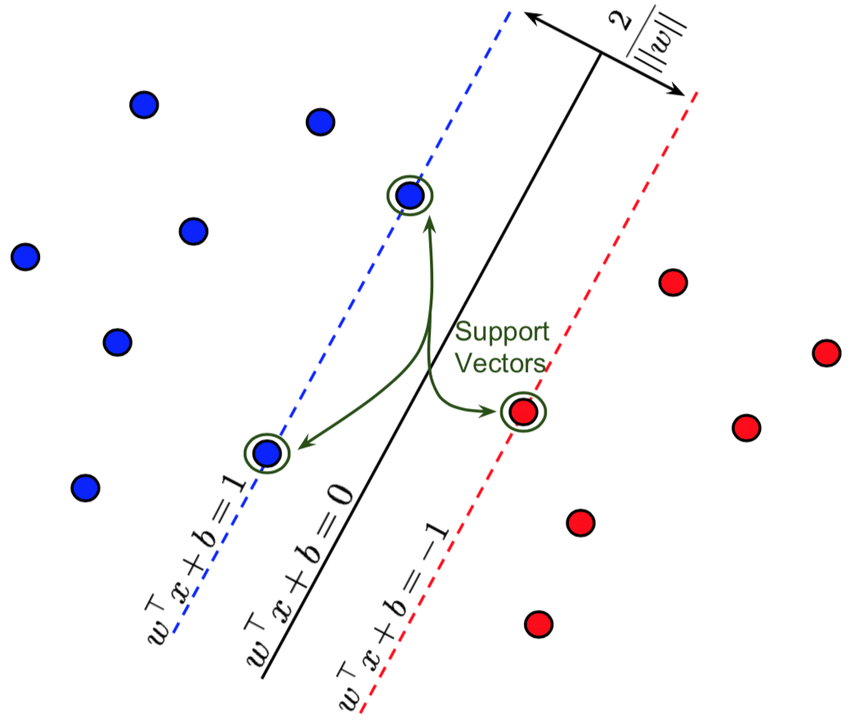 2
||w||
Support
Vectors
w⊤x + b = 1
w⊤x + b = 0
w⊤x + b = −1